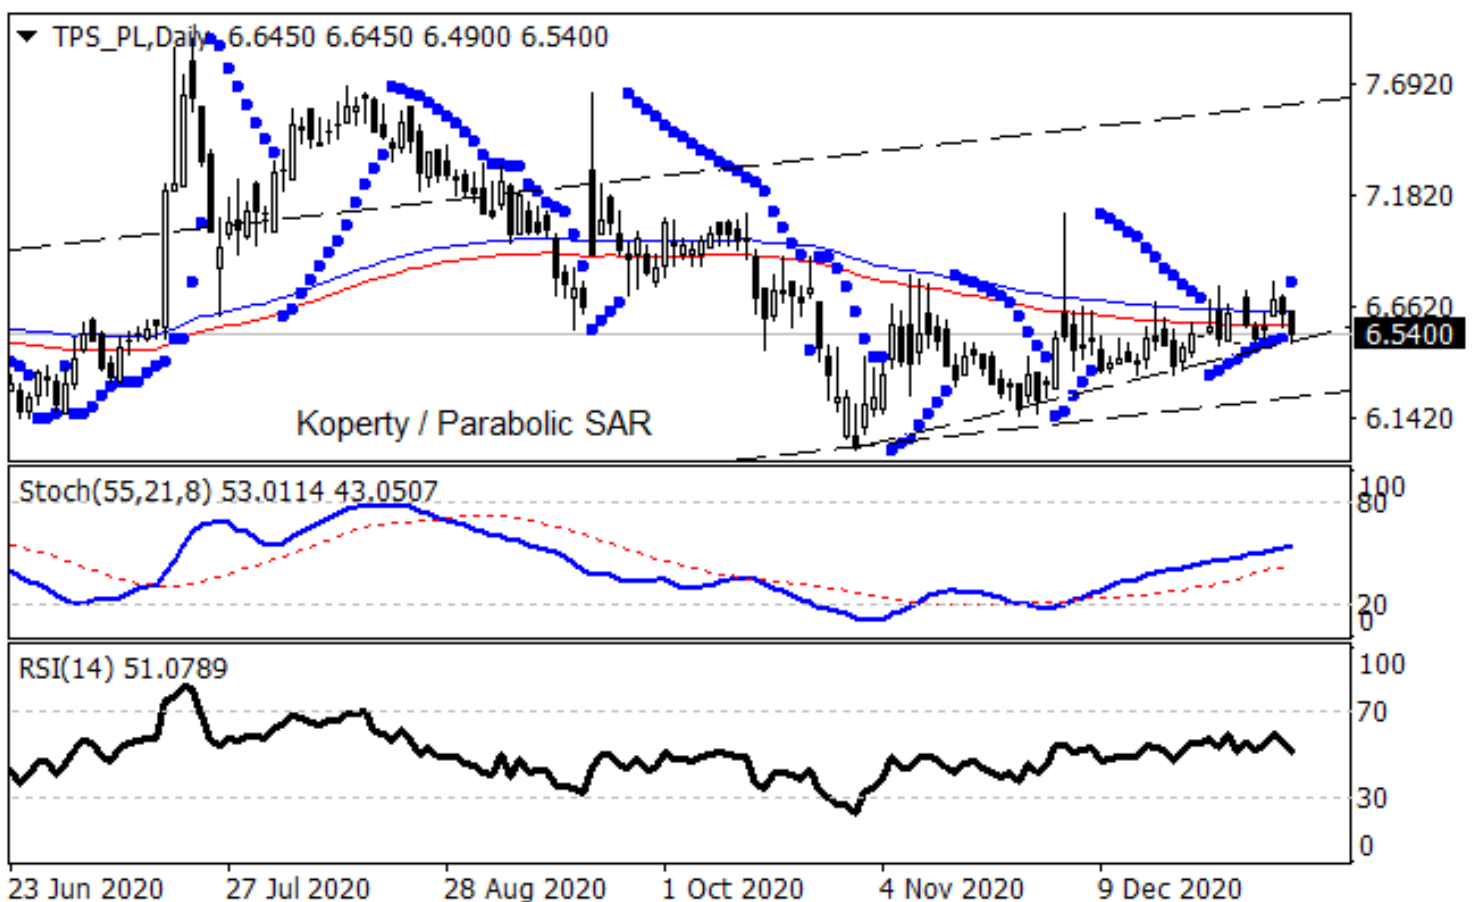 TPS_PL,Daily 6.6450 6.6450 6.4900 6.5400
7.6920
7.1820
6.6620
6.5400
6.1420
Koperty / Parabolic SAR
Stoch(55,21,8) 53.0114 43.0507
100
80
20
0
RSI(14) 51.0789
100
70
30
0
23 Jun 2020 27 Jul 2020 28 Aug 2020 1 Oct 2020 4 Nov 2020 9 Dec 2020